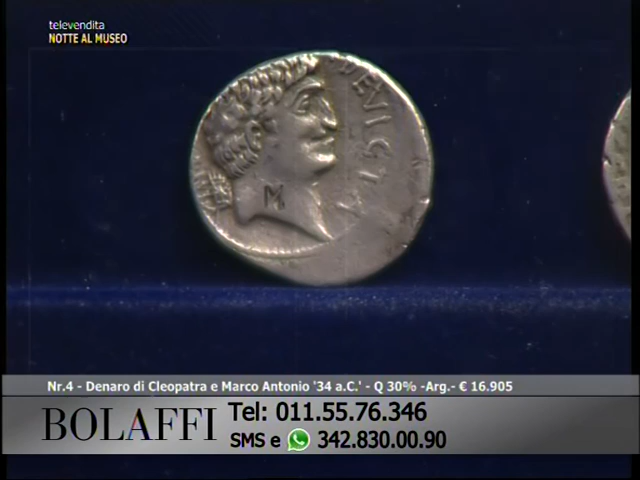 televendita
NOTTE AL MUSEO
DEVICTA
M
Nr.4 - Denaro di Cleopatra e Marco Antonio '34 a.C.' - Q 30% -Arg.- € 16.905
BOLAFFI
Tel: 011.55.76.346
SMS e 342.830.00.90